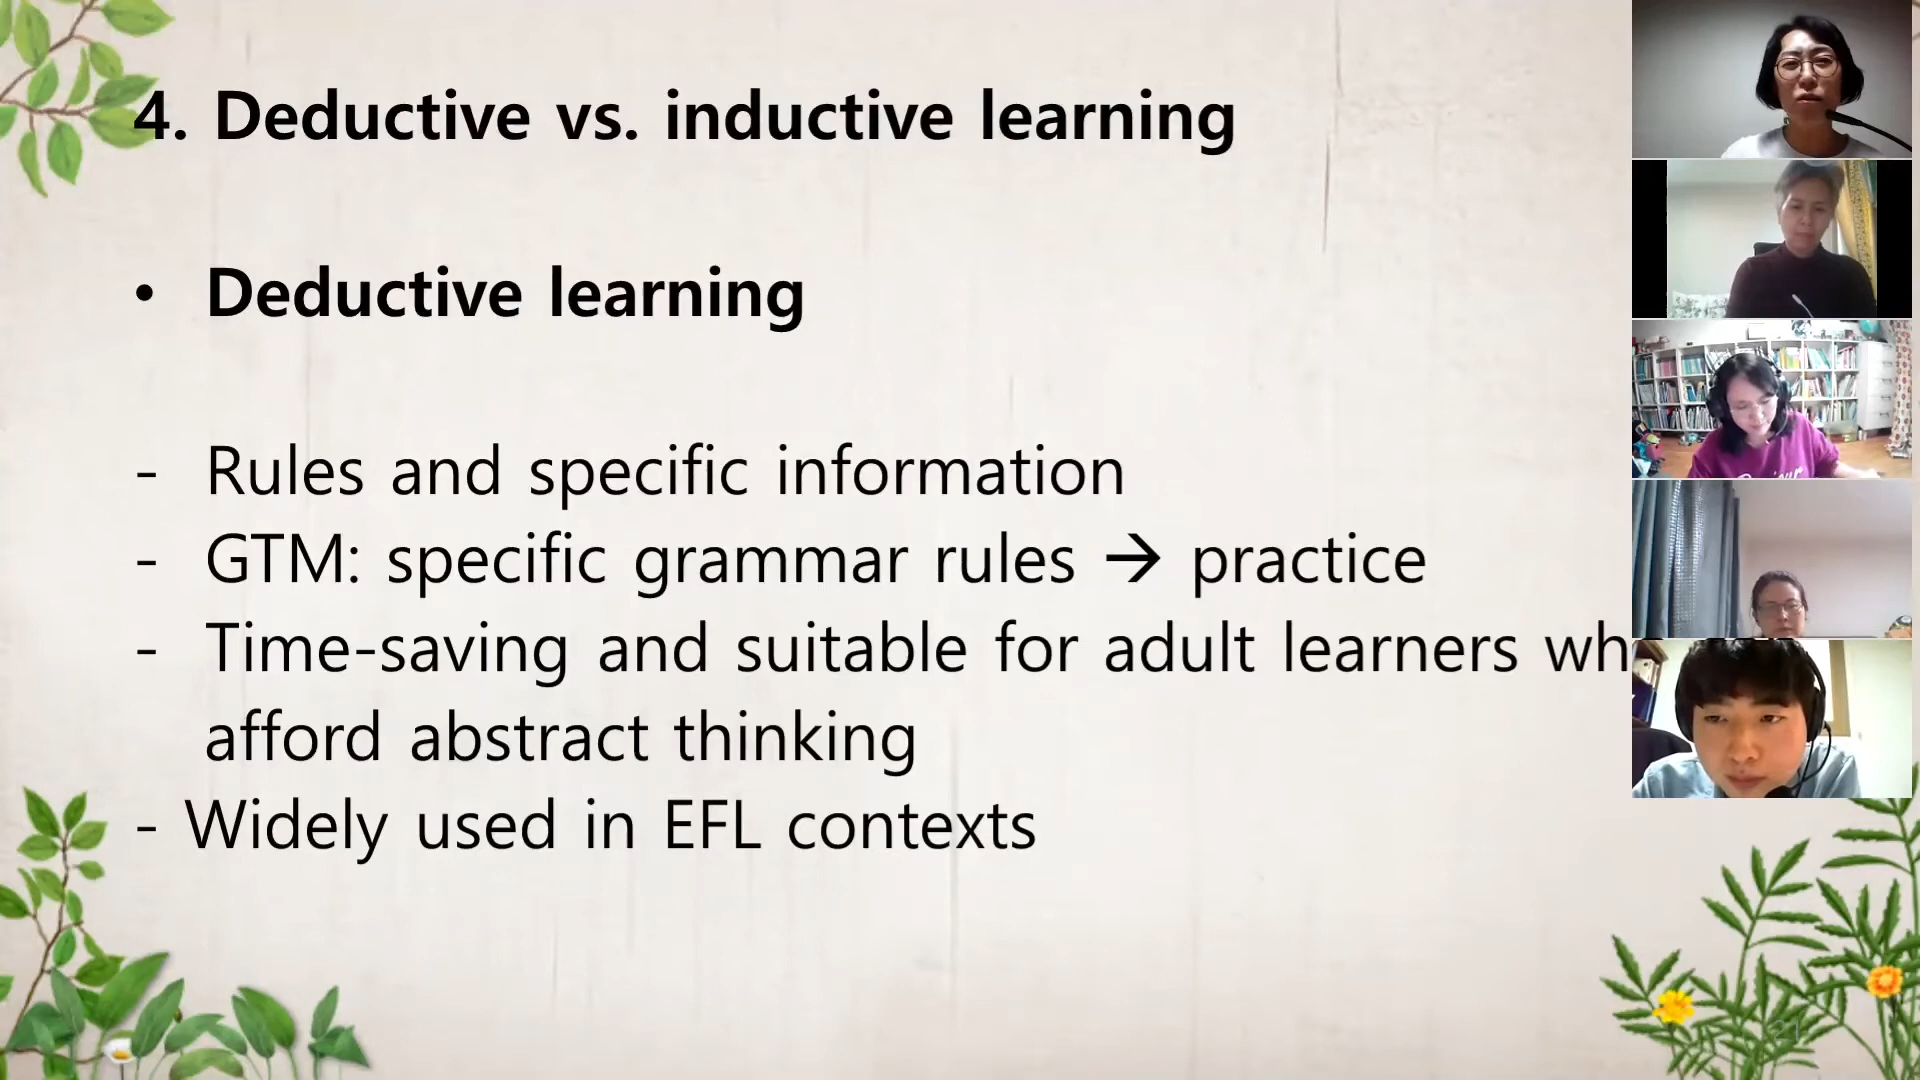 4. Deductive vs. inductive learning
• Deductive learning
- Rules and specific information
- GTM: specific grammar rules → practice
- Time-saving and suitable for adult learners
afford abstract thinking
- Widely used in EFL contexts
21